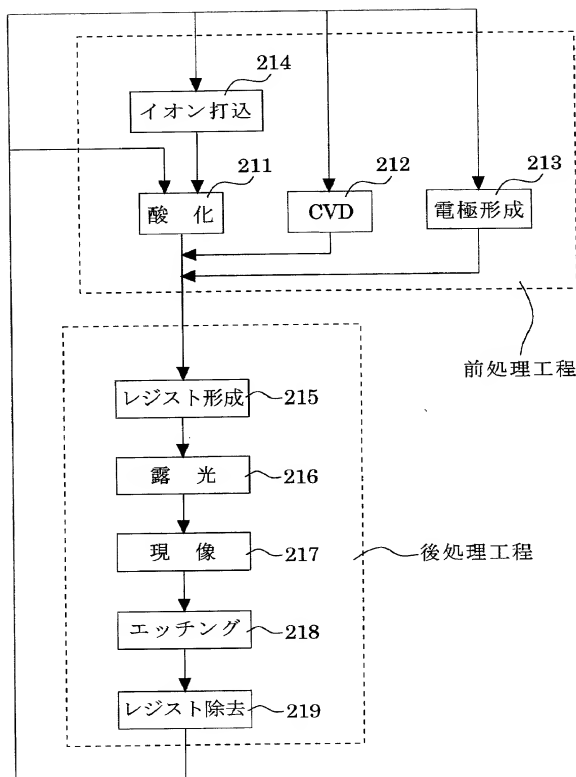 214
イオン打込
211
212
213
酸 化
CVD
電極形成
前処理工程
レジスト形成
215
露 光
216
現 像
217
後処理工程
エッチング
218
レジスト除去
219